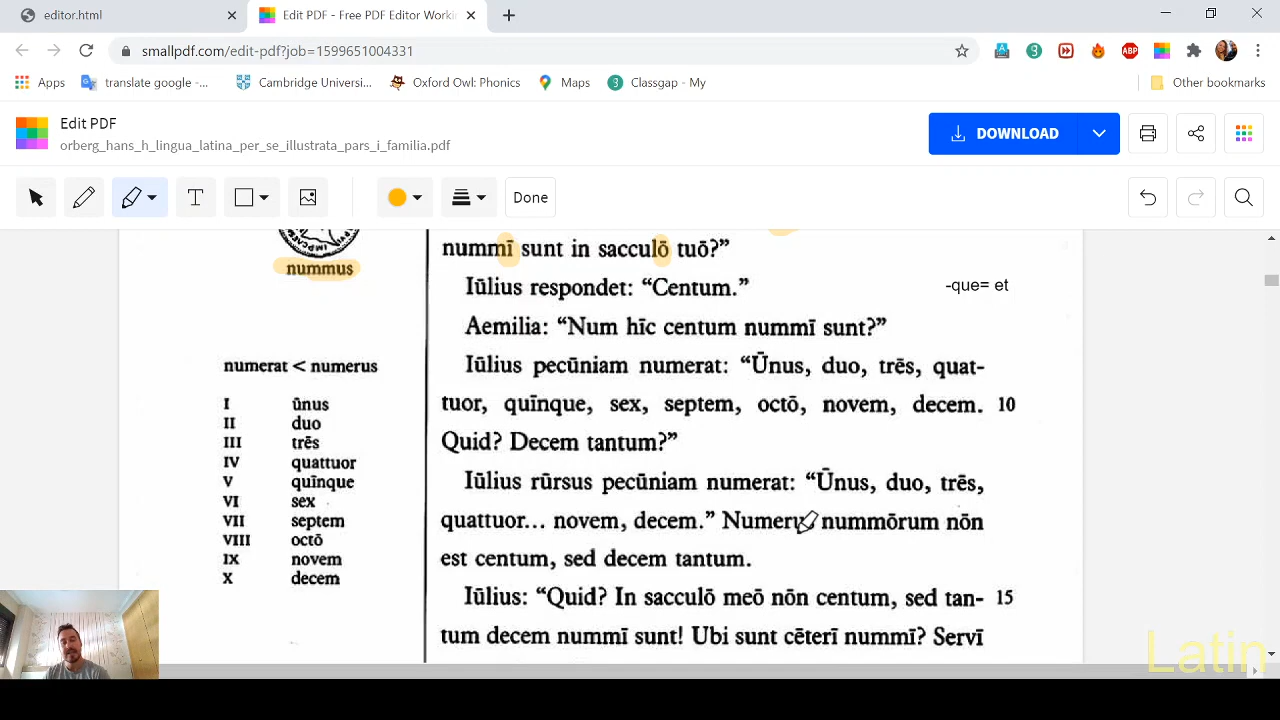 editor.html
Edit PDF - Free PDF Editor Workin
smallpdf.com/edit-pdf?job=1599651004331
Apps
translate google -...
Cambridge Universi...
Oxford Owl: Phonics
Maps
Classgap - My
Other bookmarks
Edit PDF
orberg_hans_h_lingua_latina_per_se_illustrata_pars_i_familia.pdf
DOWNLOAD
Done
nummus
nummī sunt in sacculō tuō?”
Iūlius respondet: “Centum.”
-que= et
Aemilia: “Num hīc centum nummī sunt?”
numerat < numerus
Iūlius pecūniam numerat: “Ūnus, duo, trēs, quat-
I ūnus
II duo
III trēs
IV quattuor
V quīnque
VI sex
VII septem
VIII octō
IX novem
X decem
tuor, quīnque, sex, septem, octō, novem, decem. 10
Quid? Decem tantum?”
Iūlius rūrsus pecūniam numerat: “Ūnus, duo, trēs,
quattuor... novem, decem.” Numerus nummōrum nōn
est centum, sed decem tantum.
Iūlius: “Quid? In sacculō meō nōn centum, sed tan- 15
tum decem nummī sunt! Ubi sunt cēterī nummī? Servī
Latin